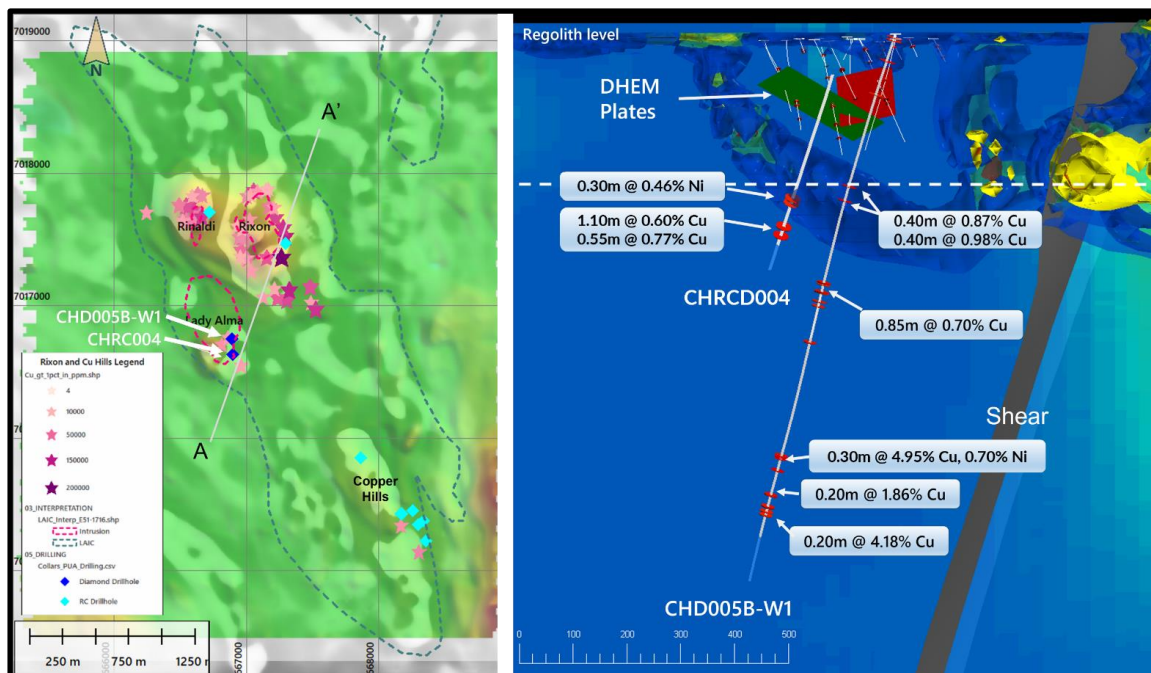 7019000
N
A'
7018000
Rinaldi
Rixon
7017000
Lady Alma
CHD005B-W1
CHRC004
Rixon and Cu Hills Legend
Cu_gt_1pct_in_ppm.shp
4
10000
50000
150000
200000
03_INTERPRETATION
LAIC_Interp_E51-1716.shp
Intrusion
LAIC
05_DRILLING
Collars_PUA_Drilling.csv
Diamond Drillhole
RC Drillhole
A
Copper
Hills
250 m
750 m
1250 m
566000
567000
568000
Regolith level
DHEM
Plates
0.30m @ 0.46% Ni
1.10m @ 0.60% Cu
0.55m @ 0.77% Cu
0.40m @ 0.87% Cu
0.40m @ 0.98% Cu
CHRCD004
0.85m @ 0.70% Cu
Shear
0.30m @ 4.95% Cu, 0.70% Ni
0.20m @ 1.86% Cu
0.20m @ 4.18% Cu
CHD005B-W1
0
100
200
300
400
500